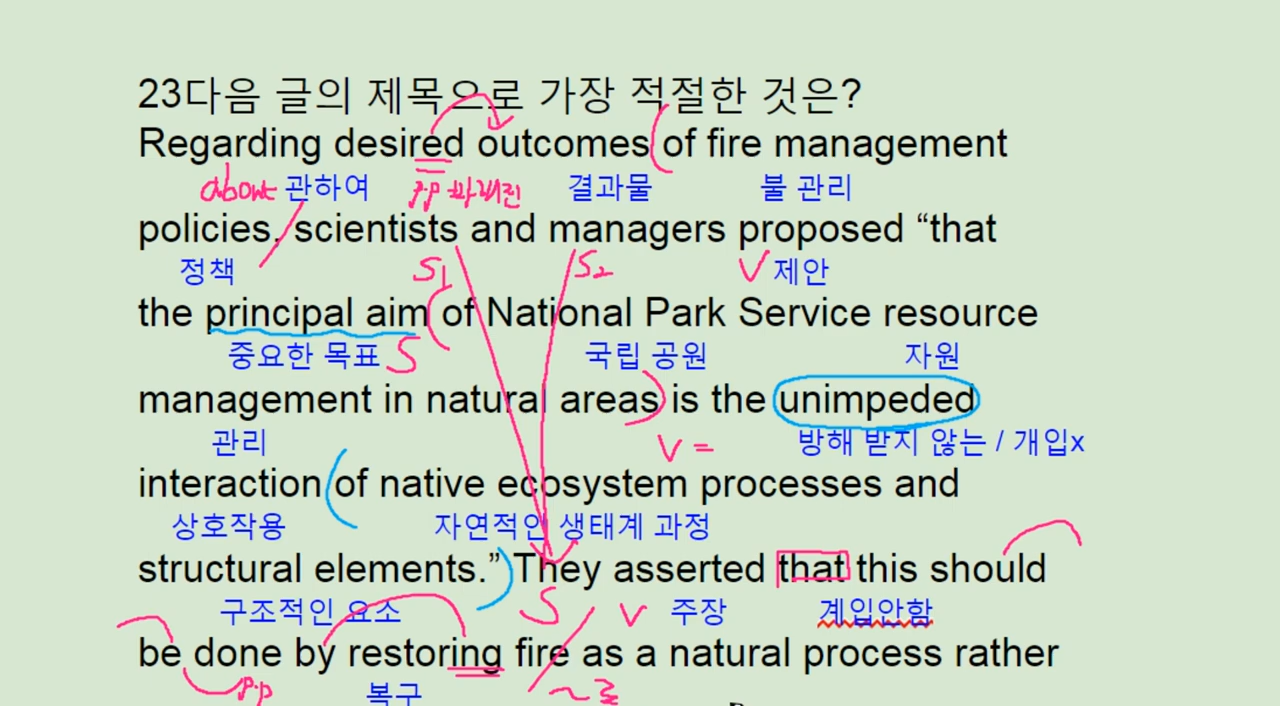 23다음 글의 제목으로 가장 적절한 것은?
Regarding desired outcomes of fire management
about 관하여 p.p 바래진 결과물 불 관리
policies, scientists and managers proposed “that
정책 S1 S2 V 제안
the principal aim of National Park Service resource
중요한 목표 S 국립 공원 자원
management in natural areas is the unimpeded
관리 V = 방해 받지 않는 / 개입x
interaction of native ecosystem processes and
상호작용 자연적인 생태계 과정
structural elements.” They asserted that this should
구조적인 요소 S V 주장 계입안함
be done by restoring fire as a natural process rather
p.p 복구 ~로